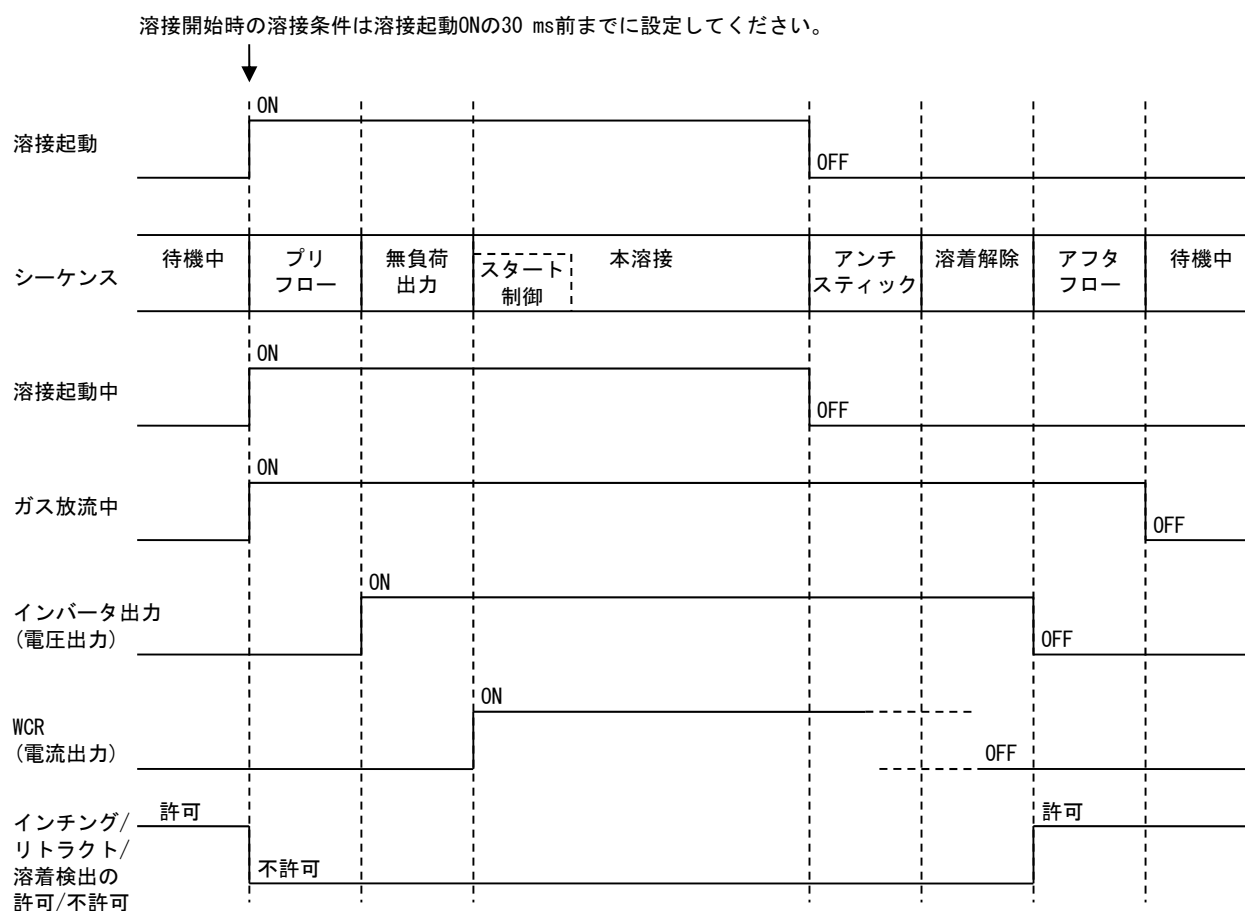 溶接開始時の溶接条件は溶接起動ONの30 ms前までに設定してください。
ON
溶接起動
OFF
シーケンス
待機中
プリ
フロー
無負荷
出力
スタート
制御
本溶接
アンチ
スティック
溶着解除
アフタ
フロー
待機中
ON
溶接起動中
OFF
ON
ガス放流中
OFF
ON
インバータ出力
(電圧出力)
OFF
ON
WCR
(電流出力)
OFF
許可
許可
インチング/
リトラクト/
溶着検出の
許可/不許可
不許可